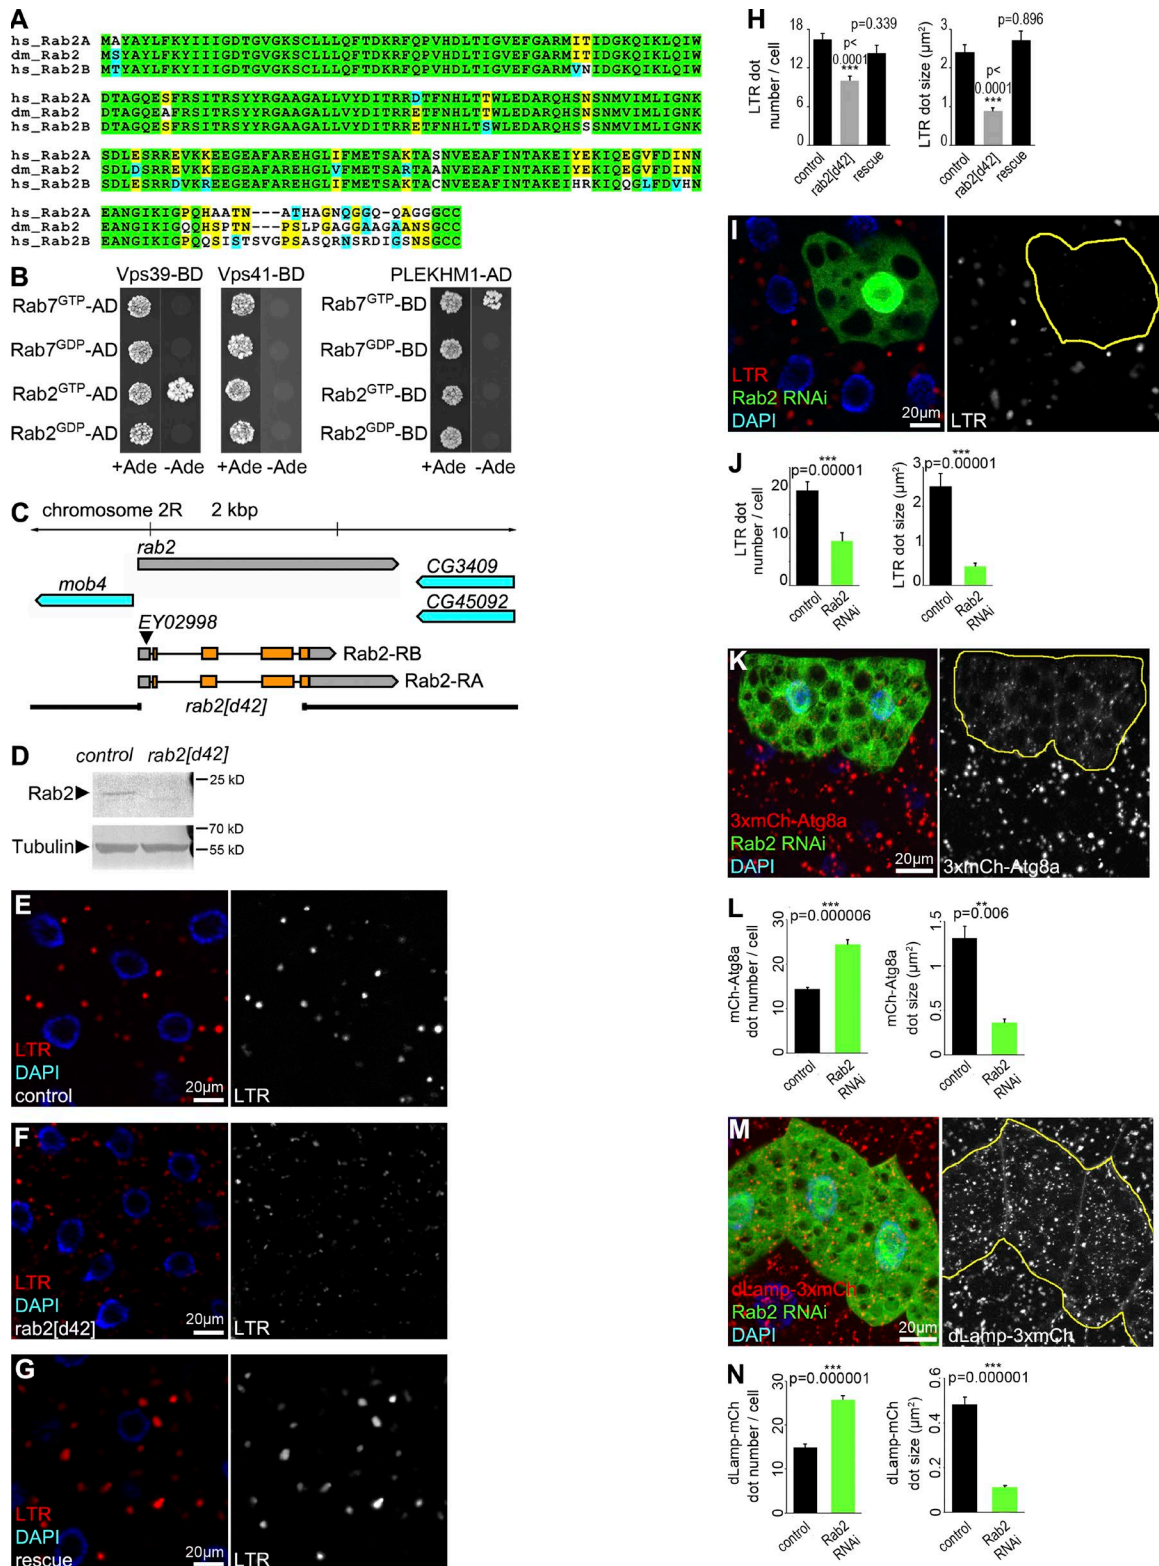 A
hs_Rab2A MAYAYLFKYIIIGDTGVGKSCLLLQFTDKRFQPVHDLTIGVEFGARMITIDGKQIKLQIW
dm_Rab2 MSYAYLFKYIIIGDTGVGKSCLLLQFTDKRFQPVHDLTIGVEFGARMITIDGKQIKLQIW
hs_Rab2B MTYAYLFKYIIIGDTGVGKSCLLLQFTDKRFQPVHDLTIGVEFGARMVNIDGKQIKLQIW
hs_Rab2A DTAGQESFRSITRSYYRGAAGALLVYDITRRDTFNHLTTWLEDARQHSNSNMVIMLIGNK
dm_Rab2 DTAGQEAFRSITRSYYRGAAGALLVYDITRRETFNHLTTWLEDARQHSNSNMVIMLIGNK
hs_Rab2B DTAGQESFRSITRSYYRGAAGALLVYDITRRETFNHLTSWLEDARQHSSSNMVIMLIGNK
hs_Rab2A SDLESRREVKKEEGEAFAREHGLIFMETSAKTASNVEEAFINTAKEIYEKIQEGVFDINN
dm_Rab2 SDLDSRREVKKEEGEAFAREHGLVFMETSARTAANVEEAFINTAKEIYEKIQEGVFDINN
hs_Rab2B SDLESRRDVKREEGEAFAREHGLIFMETSAKTACNVEEAFINTAKEIHRKIQQGLFDVHN
hs_Rab2A EANGIKIGPQHAATN---ATHAGNQGGQ-QAGGGCC
dm_Rab2 EANGIKIGQQHSPTN---PSLPGAGGAAGAANSGCC
hs_Rab2B EANGIKIGPQQSISTSVGPSASQRNSRDIGSNSGCC
B
Vps39-BD Vps41-BD PLEKHM1-AD
Rab7GTP-AD Rab7GTP-BD
Rab7GDP-AD Rab7GDP-BD
Rab2GTP-AD Rab2GTP-BD
Rab2GDP-AD Rab2GDP-BD
+Ade -Ade +Ade -Ade +Ade -Ade
C
chromosome 2R 2 kbp
rab2
mob4
CG3409
CG45092
EY02998
Rab2-RB
Rab2-RA
rab2[d42]
D
control rab2[d42]
Rab2
25 kD
Tubulin
70 kD
55 kD
E
LTR
DAPI
control
20µm
LTR
F
LTR
DAPI
rab2[d42]
20µm
LTR
G
LTR
DAPI
rescue
20µm
LTR
H
LTR dot
number / cell
0 6 12 18
p<
0.0001
***
p=0.339
control
rab2[d42]
rescue
LTR dot size (µm²)
0 1 2 3
p<
0.0001
***
p=0.896
control
rab2[d42]
rescue
I
LTR
Rab2 RNAi
DAPI
20µm
LTR
J
LTR dot
number / cell
0 10 20
***
p=0.00001
control
Rab2
RNAi
LTR dot size (µm²)
0 1 2 3
***
p=0.00001
control
Rab2
RNAi
K
3xmCh-Atg8a
Rab2 RNAi
DAPI
20µm
3xmCh-Atg8a
L
mCh-Atg8a
dot number / cell
0 10 20 30
***
p=0.000006
control
Rab2
RNAi
mCh-Atg8a
dot size (µm²)
0 0.5 1 1.5
**
p=0.006
control
Rab2
RNAi
M
dLamp-3xmCh
Rab2 RNAi
DAPI
20µm
dLamp-3xmCh
N
dLamp-mCh
dot number / cell
0 10 20 30
***
p=0.000001
control
Rab2
RNAi
dLamp-mCh
dot size (µm²)
0 0.2 0.4 0.6
***
p=0.000001
control
Rab2
RNAi